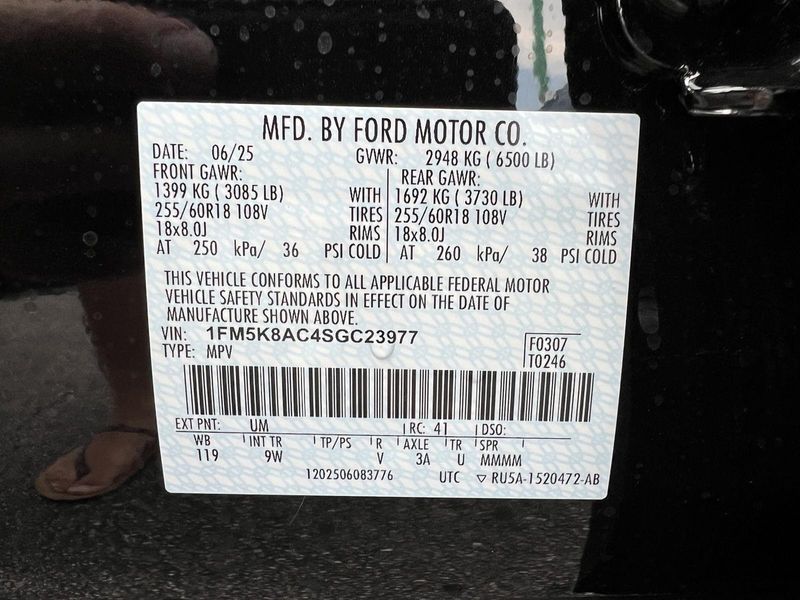 MFD. BY FORD MOTOR CO.
DATE: 06/25 GVWR: 2948 KG ( 6500 LB)
FRONT GAWR: REAR GAWR:
1399 KG ( 3085 LB) WITH 1692 KG ( 3730 LB) WITH
255/60R18 108V TIRES 255/60R18 108V TIRES
18x8.0J RIMS 18x8.0J RIMS
AT 250 kPa/ 36 PSI COLD AT 260 kPa/ 38 PSI COLD
THIS VEHICLE CONFORMS TO ALL APPLICABLE FEDERAL MOTOR
VEHICLE SAFETY STANDARDS IN EFFECT ON THE DATE OF
MANUFACTURE SHOWN ABOVE.
VIN: 1FM5K8AC4SGC23977 F0307
TYPE: MPV T0246
EXT PNT: UM RC: 41 DSO:
WB INT TR TP/PS R AXLE TR SPR
119 9W V 3A U MMMM
1202506083776 UTC ▽ RU5A-1520472-AB